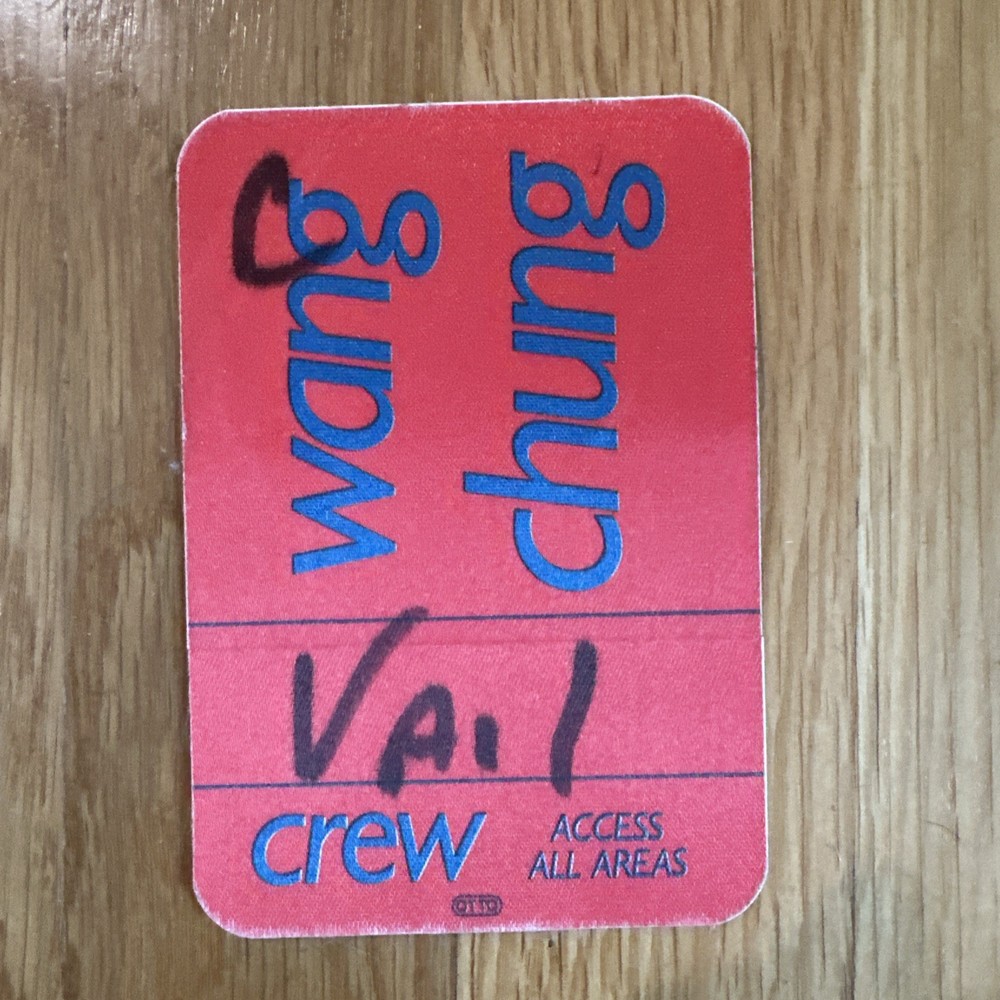 C
wang
chung
VAil
crew
ACCESS
ALL AREAS
OTTO